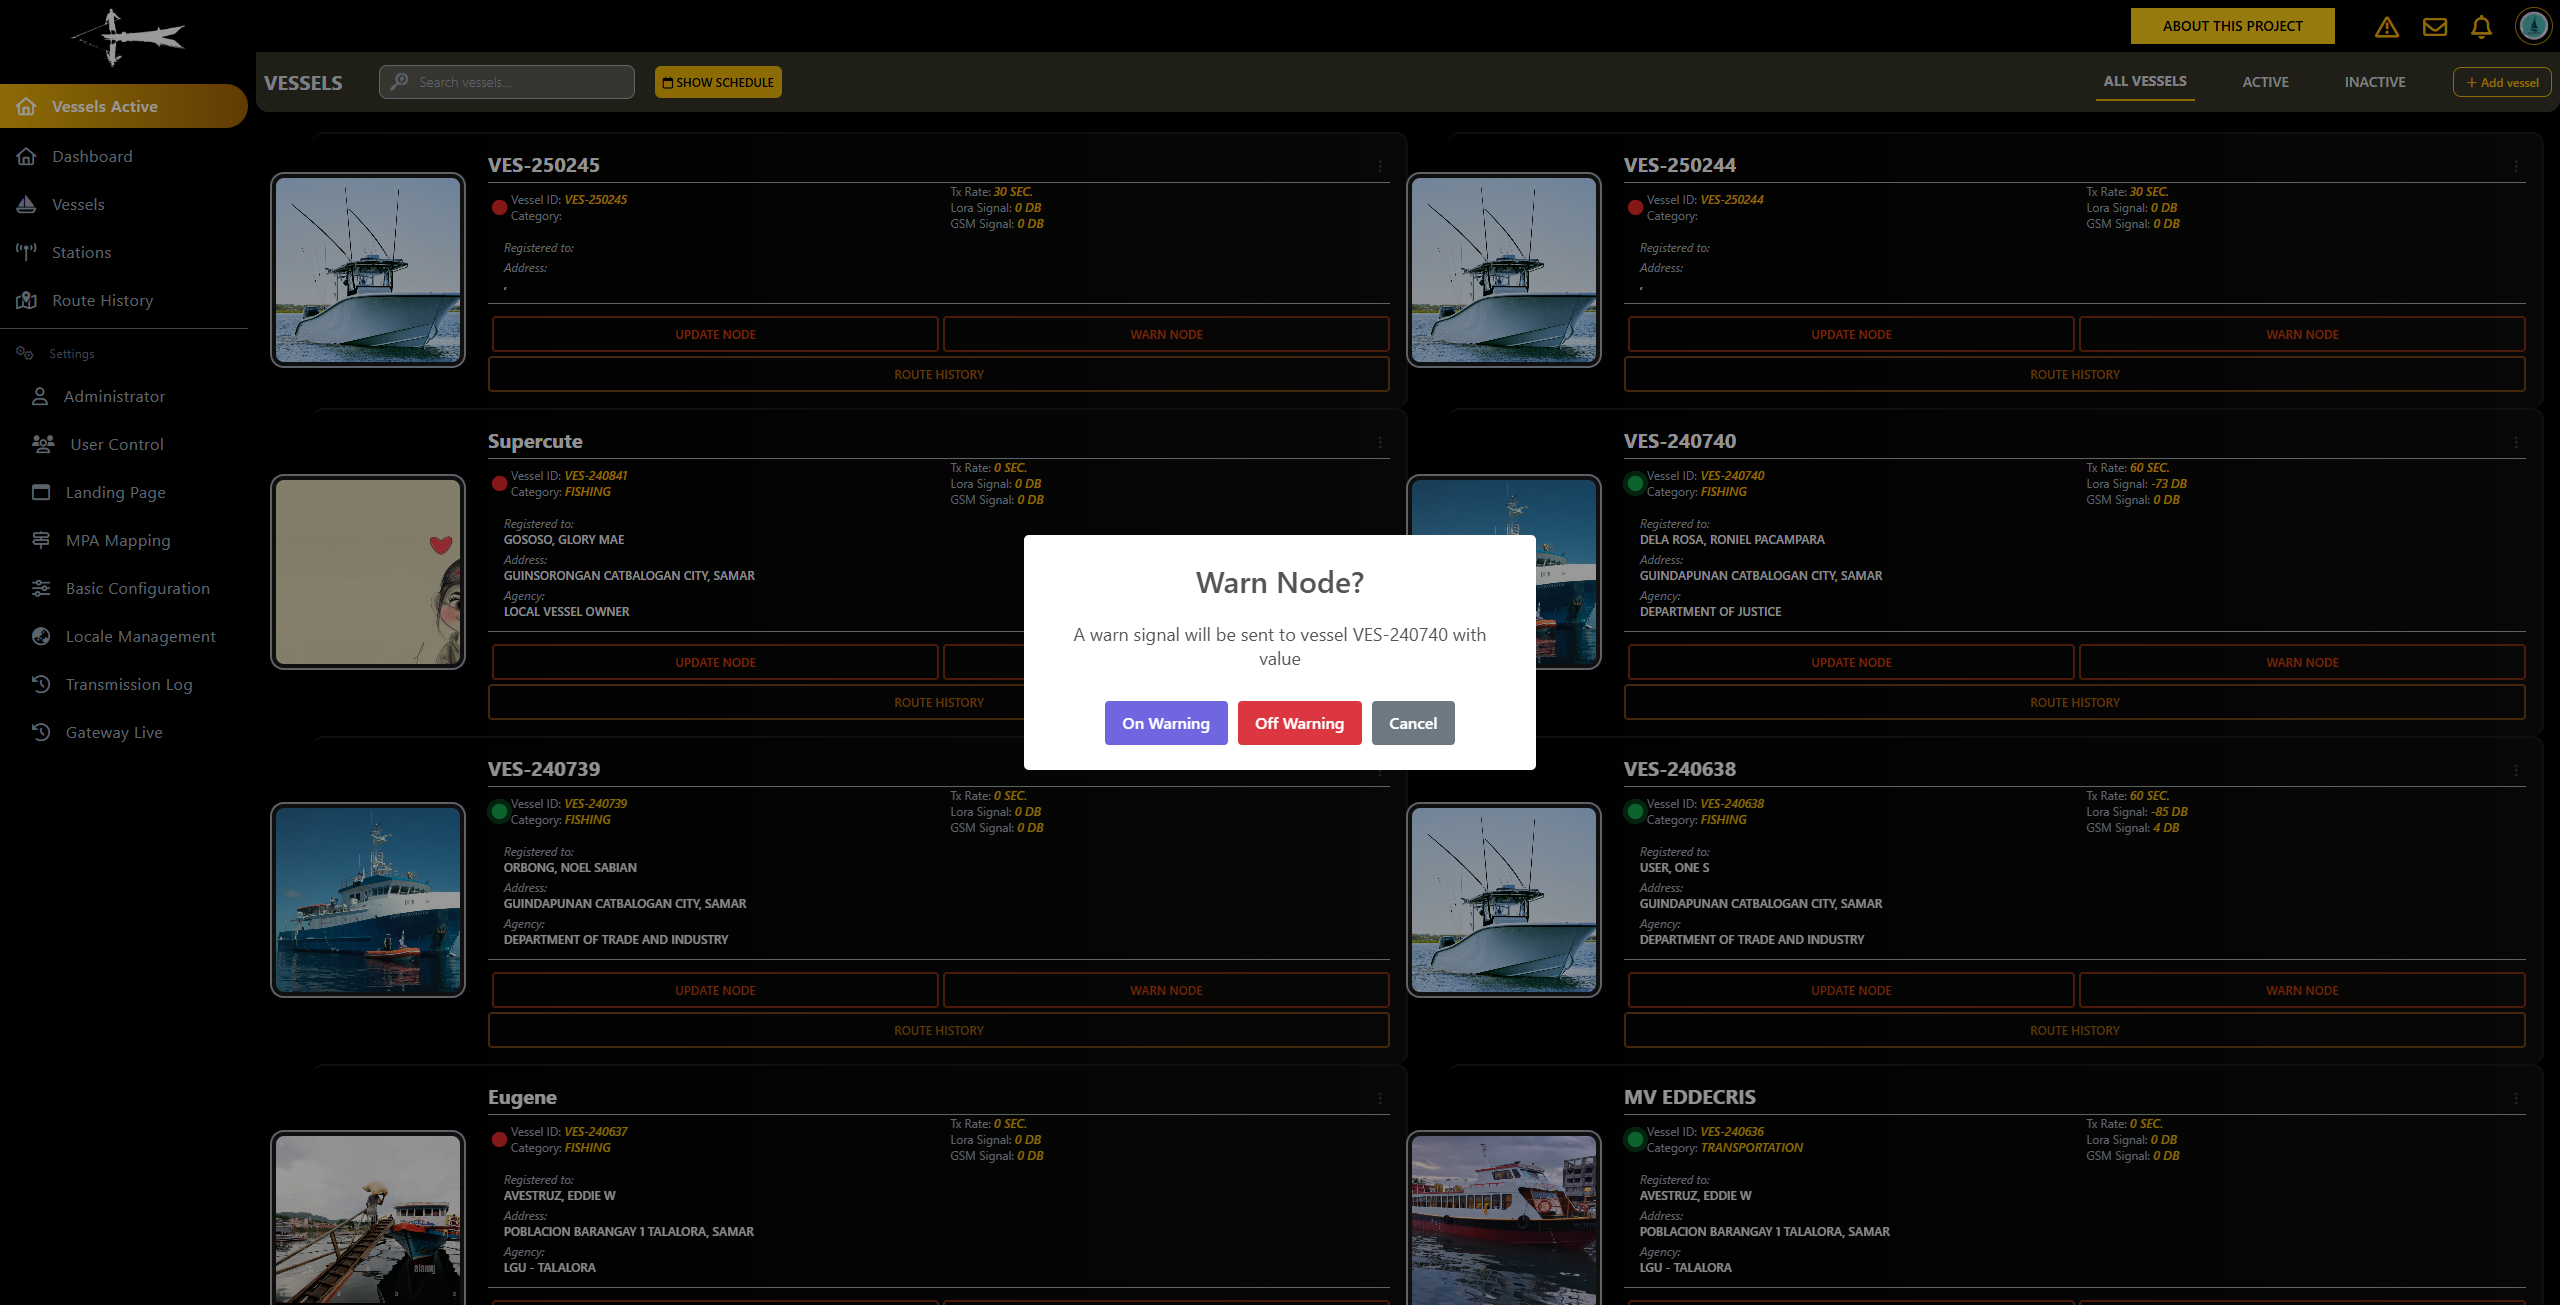 ABOUT THIS PROJECT
VESSELS
Search vessels...
SHOW SCHEDULE
ALL VESSELS
ACTIVE
INACTIVE
+ Add vessel
Vessels Active
Dashboard
Vessels
Stations
Route History
Settings
Administrator
User Control
Landing Page
MPA Mapping
Basic Configuration
Locale Management
Transmission Log
Gateway Live
VES-250245
Vessel ID: VES-250245
Category:
Tx Rate: 30 SEC.
Lora Signal: 0 DB
GSM Signal: 0 DB
Registered to:
Address:
,
UPDATE NODE
WARN NODE
ROUTE HISTORY
VES-250244
Vessel ID: VES-250244
Category:
Tx Rate: 30 SEC.
Lora Signal: 0 DB
GSM Signal: 0 DB
Registered to:
Address:
,
UPDATE NODE
WARN NODE
ROUTE HISTORY
Supercute
Vessel ID: VES-240841
Category: FISHING
Tx Rate: 0 SEC.
Lora Signal: 0 DB
GSM Signal: 0 DB
Registered to:
GOSOSO, GLORY MAE
Address:
GUINSORONGAN CATBALOGAN CITY, SAMAR
Agency:
LOCAL VESSEL OWNER
UPDATE NODE
ROUTE HISTORY
VES-240740
Vessel ID: VES-240740
Category: FISHING
Tx Rate: 60 SEC.
Lora Signal: -73 DB
GSM Signal: 0 DB
Registered to:
DELA ROSA, RONIEL PACAMPARA
Address:
GUINDAPUNAN CATBALOGAN CITY, SAMAR
Agency:
DEPARTMENT OF JUSTICE
UPDATE NODE
WARN NODE
ROUTE HISTORY
Warn Node?
A warn signal will be sent to vessel VES-240740 with
value
On Warning
Off Warning
Cancel
VES-240739
Vessel ID: VES-240739
Category: FISHING
Tx Rate: 0 SEC.
Lora Signal: 0 DB
GSM Signal: 0 DB
Registered to:
ORBONG, NOEL SABIAN
Address:
GUINDAPUNAN CATBALOGAN CITY, SAMAR
Agency:
DEPARTMENT OF TRADE AND INDUSTRY
UPDATE NODE
WARN NODE
ROUTE HISTORY
VES-240638
Vessel ID: VES-240638
Category: FISHING
Tx Rate: 60 SEC.
Lora Signal: -85 DB
GSM Signal: 4 DB
Registered to:
USER, ONE S
Address:
GUINDAPUNAN CATBALOGAN CITY, SAMAR
Agency:
DEPARTMENT OF TRADE AND INDUSTRY
UPDATE NODE
WARN NODE
ROUTE HISTORY
Eugene
Vessel ID: VES-240637
Category: FISHING
Tx Rate: 0 SEC.
Lora Signal: 0 DB
GSM Signal: 0 DB
Registered to:
AVESTRUZ, EDDIE W
Address:
POBLACION BARANGAY 1 TALALORA, SAMAR
Agency:
LGU - TALALORA
alamy
MV EDDECRIS
Vessel ID: VES-240636
Category: TRANSPORTATION
Tx Rate: 0 SEC.
Lora Signal: 0 DB
GSM Signal: 0 DB
Registered to:
AVESTRUZ, EDDIE W
Address:
POBLACION BARANGAY 1 TALALORA, SAMAR
Agency:
LGU - TALALORA